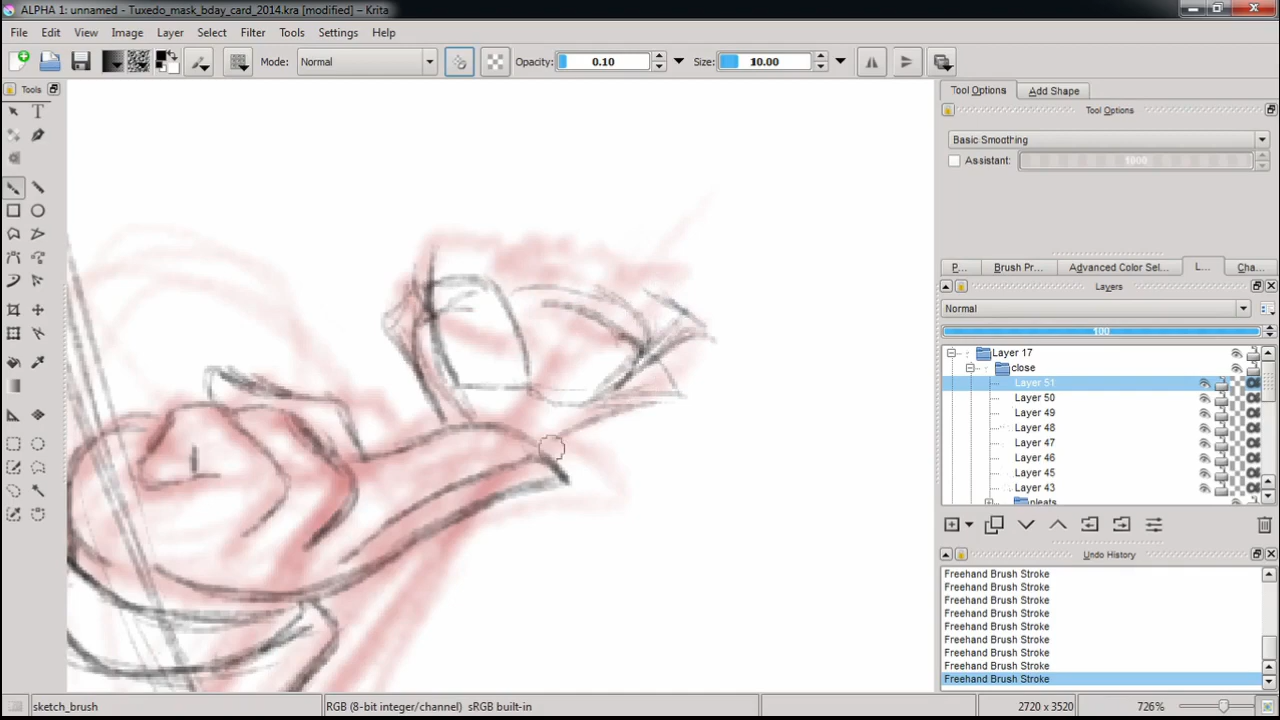 ALPHA 1: unnamed - Tuxedo_mask_bday_card_2014.kra [modified] – Krita
File Edit View Image Layer Select Filter Tools Settings Help
Mode: Normal Opacity: 0.10 Size: 10.00
Tools
Tool Options Add Shape
Tool Options
Basic Smoothing
Assistant: 1000
P... Brush Pr... Advanced Color Sel... L... Cha...
Layers
Normal
100
Layer 17
close
Layer 51
Layer 50
Layer 49
Layer 48
Layer 47
Layer 46
Layer 45
Layer 43
pleats
Undo History
Freehand Brush Stroke
Freehand Brush Stroke
Freehand Brush Stroke
Freehand Brush Stroke
Freehand Brush Stroke
Freehand Brush Stroke
Freehand Brush Stroke
Freehand Brush Stroke
Freehand Brush Stroke
sketch_brush RGB (8-bit integer/channel) sRGB built-in 2720 x 3520 726%